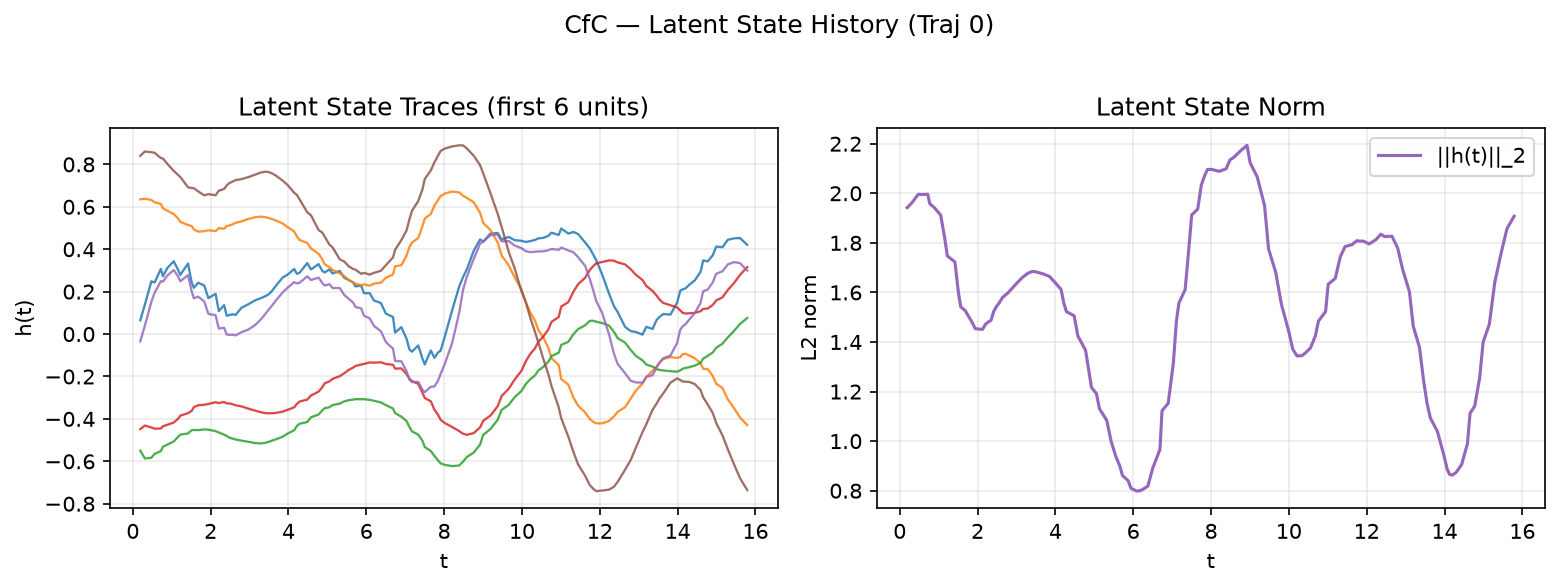 CfC — Latent State History (Traj 0)
Latent State Traces (first 6 units)
h(t)
0.8
0.6
0.4
0.2
0.0
−0.2
−0.4
−0.6
−0.8
0 2 4 6 8 10 12 14 16
t
Latent State Norm
L2 norm
2.2
2.0
1.8
1.6
1.4
1.2
1.0
0.8
||h(t)||_2
0 2 4 6 8 10 12 14 16
t